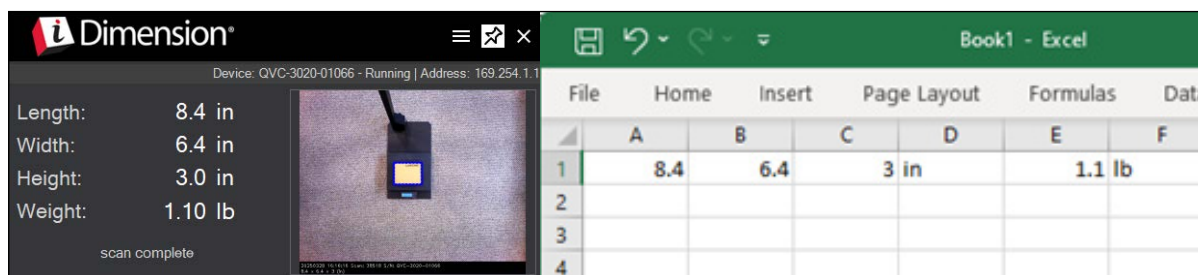 iDimension®
Device: QVC-3020-01066 - Running | Address: 169.254.1.1
Length: 8.4 in
Width: 6.4 in
Height: 3.0 in
Weight: 1.10 lb
scan complete
Book1 - Excel
File Home Insert Page Layout Formulas Dat
A B C D E F
1 8.4 6.4 3 in 1.1 lb
2
3
4